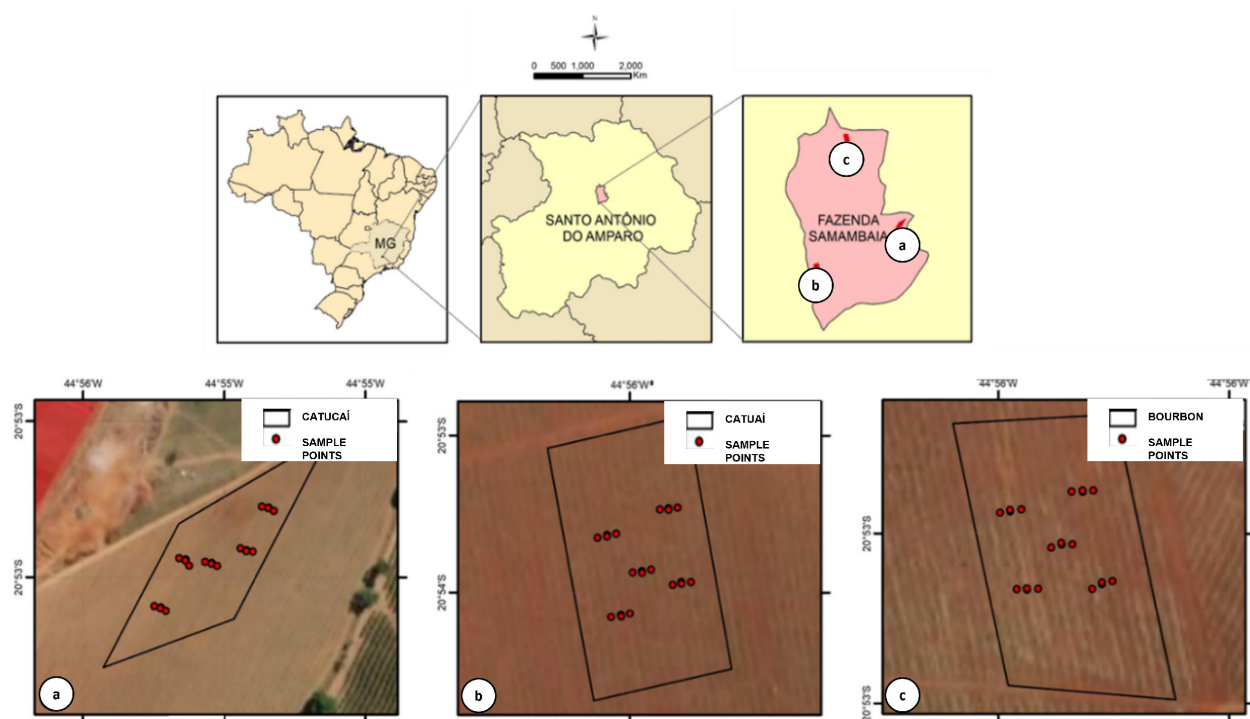 N
0 500 1,000 2,000
Km
MG
SANTO ANTÔNIO
DO AMPARO
FAZENDA
SAMAMBAIA
c
a
b
44°56'W 44°55'W 44°55'W
20°53'S
20°53'S
CATUCAÍ
SAMPLE
POINTS
a
44°56'W
20°53'S
20°54'S
CATUAÍ
SAMPLE
POINTS
b
44°56'W 44°56'W
20°53'S
20°53'S
BOURBON
SAMPLE
POINTS
c